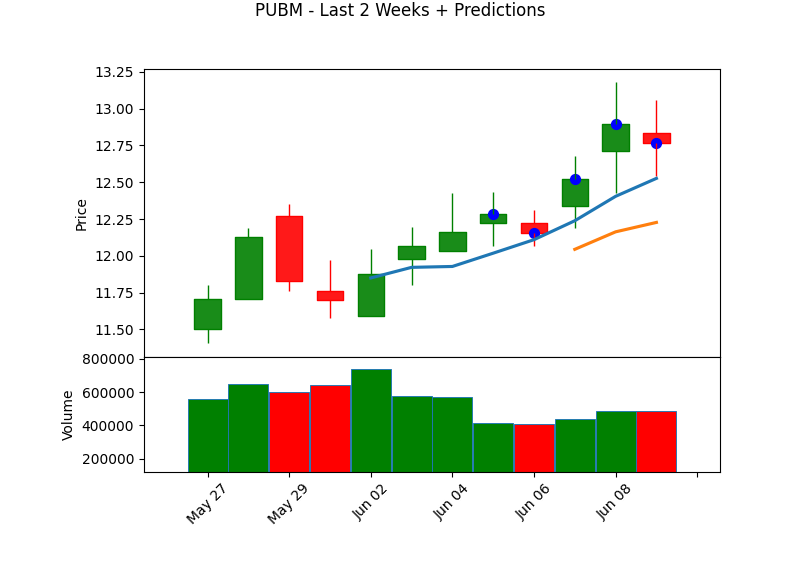 PUBM - Last 2 Weeks + Predictions
13.25
13.00
12.75
12.50
12.25
12.00
11.75
11.50
Price
800000
600000
400000
200000
Volume
May 27
May 29
Jun 02
Jun 04
Jun 06
Jun 08